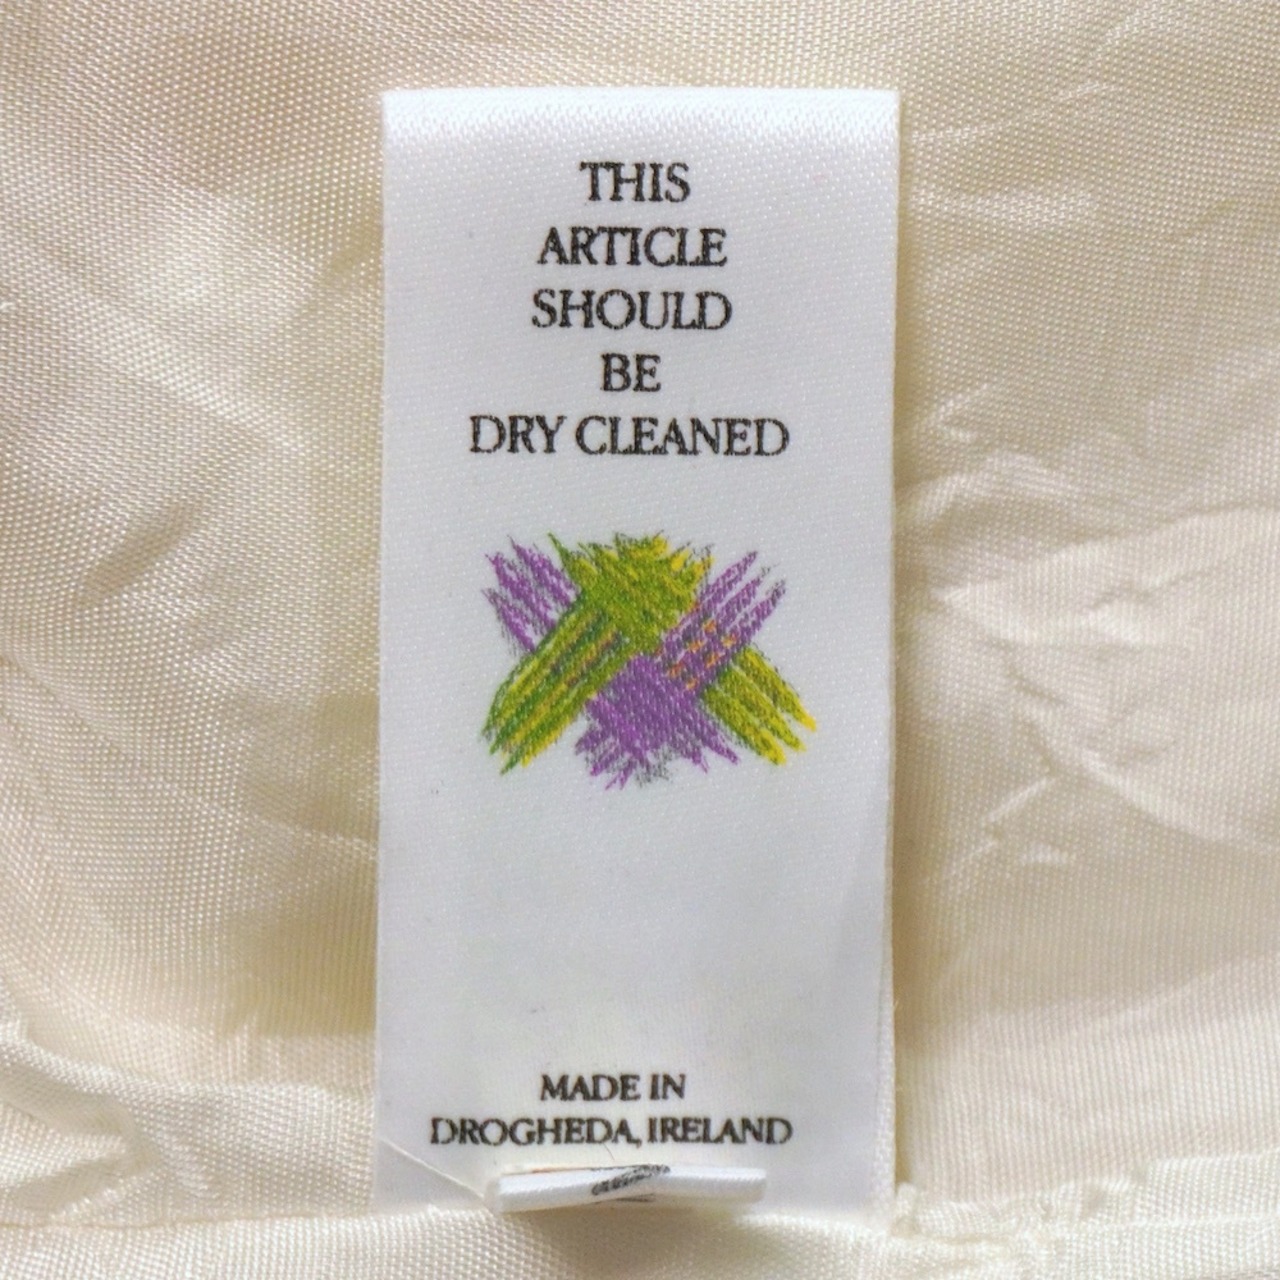 THIS
ARTICLE
SHOULD
BE
DRY CLEANED
MADE IN
DROGHEDA, IRELAND